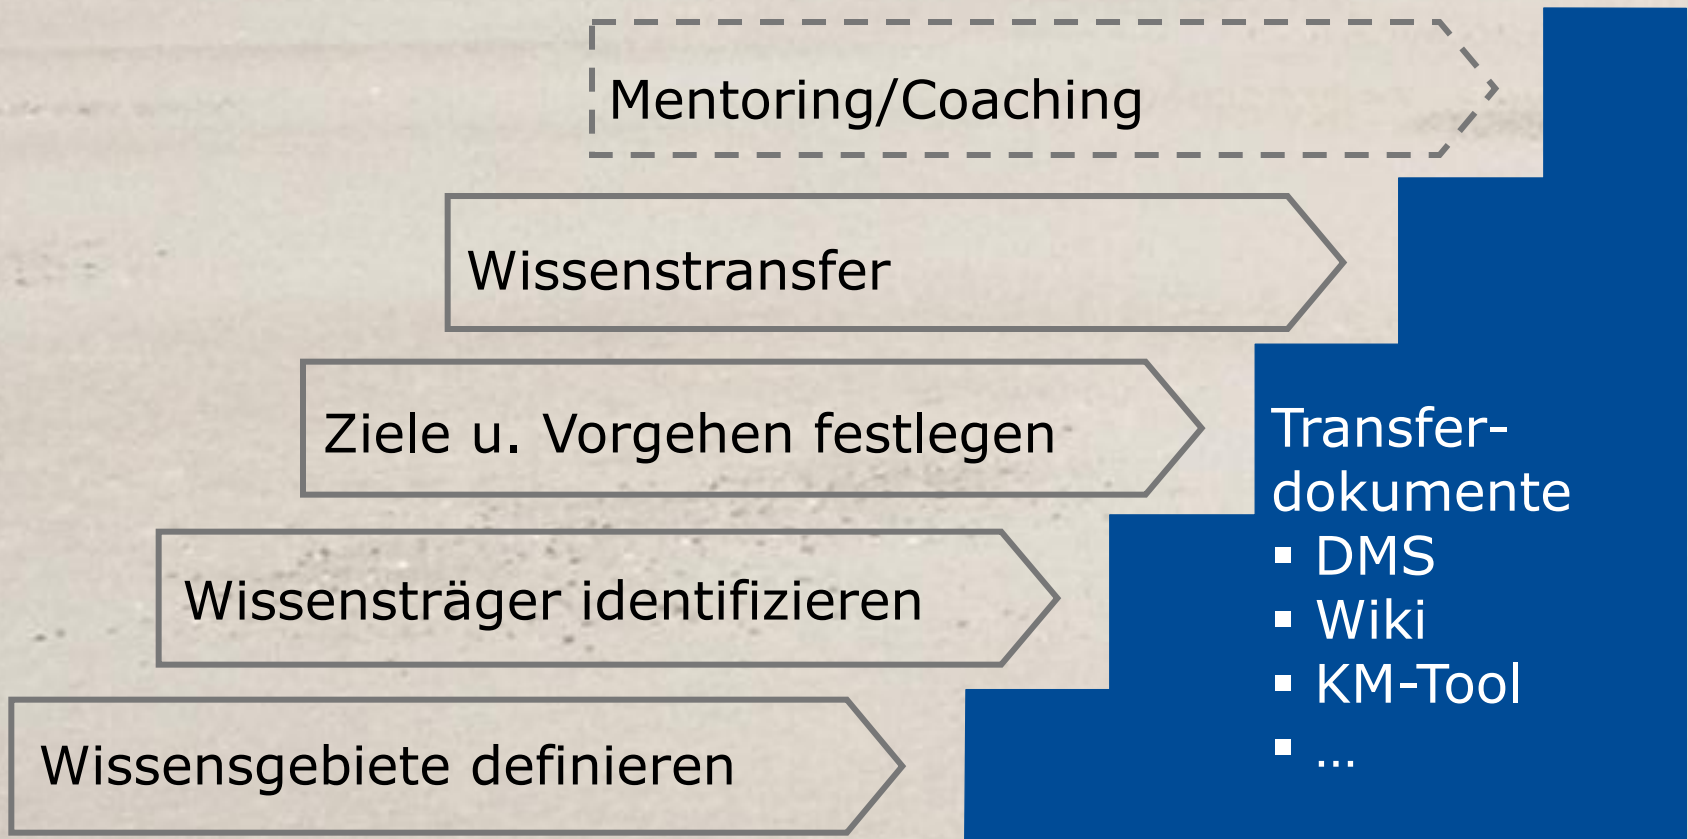 Mentoring/Coaching
Wissenstransfer
Ziele u. Vorgehen festlegen
Wissensträger identifizieren
Wissensgebiete definieren
Transfer-
dokumente
▪ DMS
▪ Wiki
▪ KM-Tool
▪ …